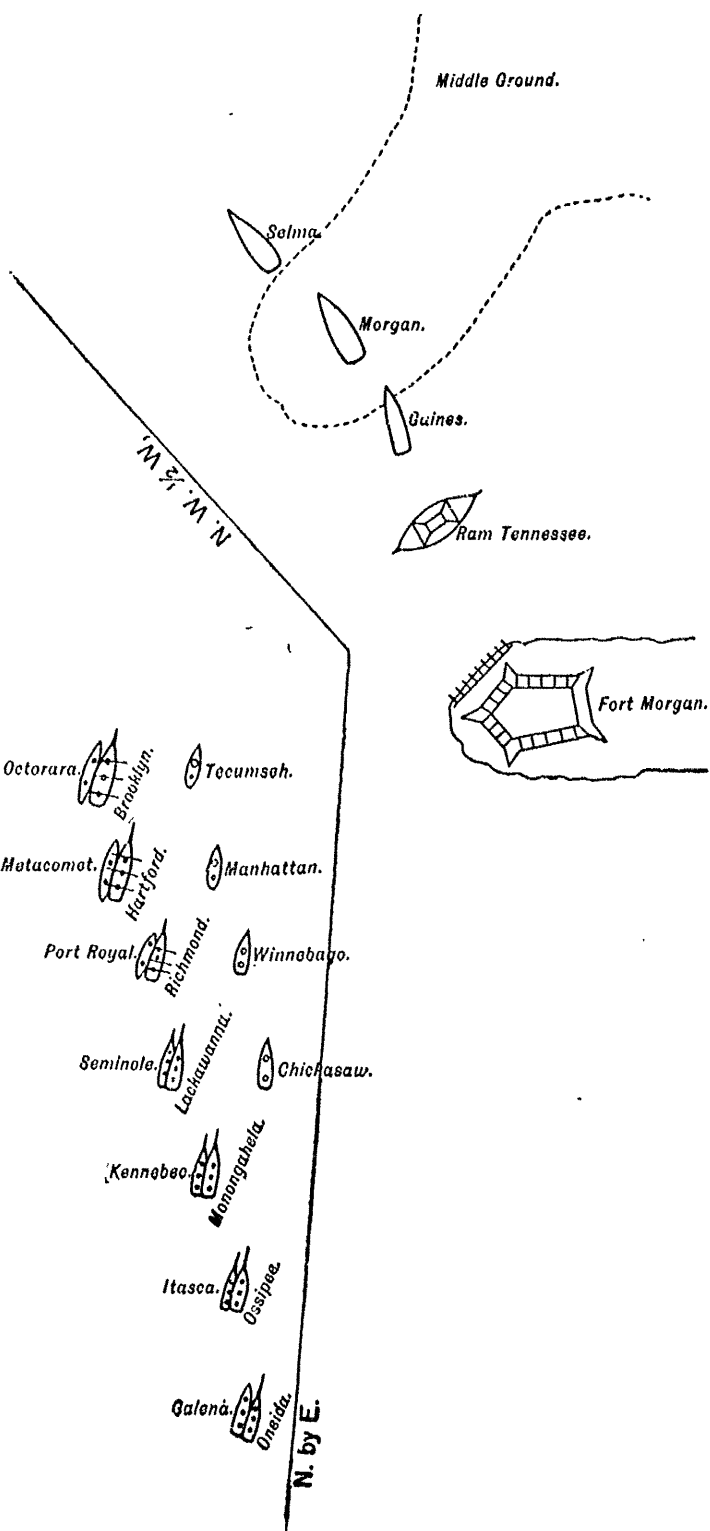 Middle Ground.
Selma.
Morgan.
Gaines.
N. W. ½ W,
Ram Tennessee.
Fort Morgan.
Octorara.
Brooklyn.
Tecumseh.
Metacomet.
Hartford.
Manhattan.
Port Royal.
Richmond.
Winnebago.
Seminole.
Lackawanna.
Chickasaw.
Kennebec.
Monongahela.
Itasca.
Ossipee.
Galena.
Oneida.
N. by E.